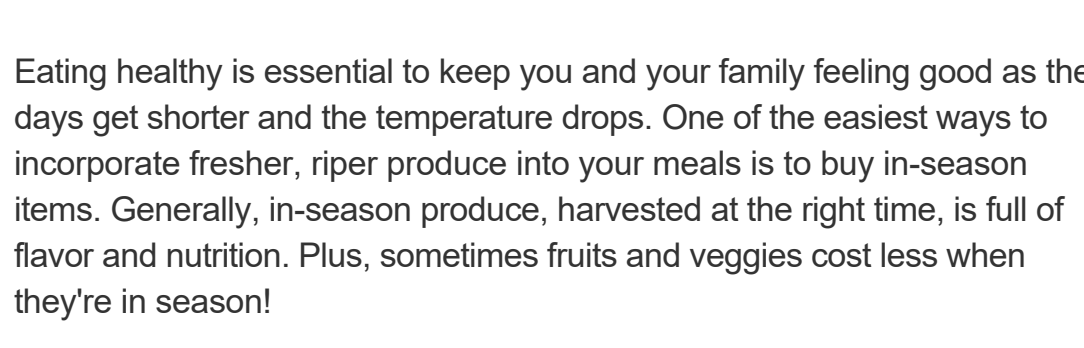 Eating healthy is essential to keep you and your family feeling good as the
days get shorter and the temperature drops. One of the easiest ways to
incorporate fresher, riper produce into your meals is to buy in-season
items. Generally, in-season produce, harvested at the right time, is full of
flavor and nutrition. Plus, sometimes fruits and veggies cost less when
they're in season!